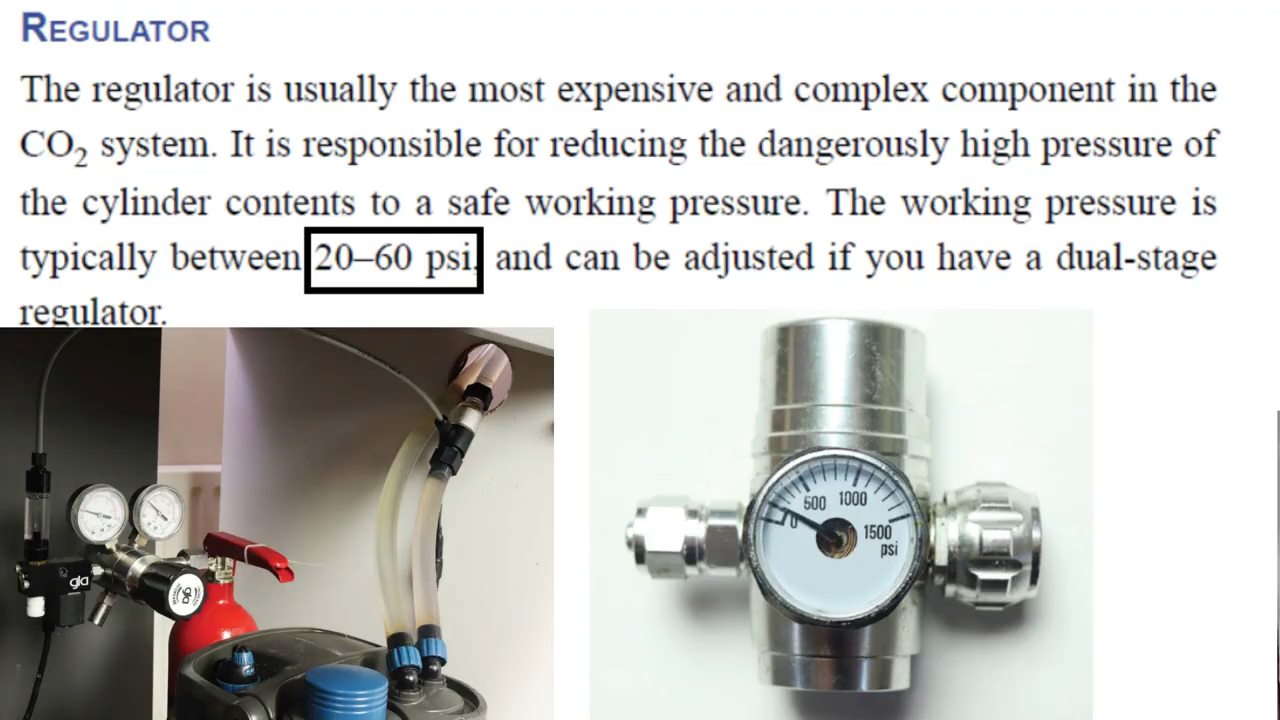 REGULATOR
The regulator is usually the most expensive and complex component in the
CO₂ system. It is responsible for reducing the dangerously high pressure of
the cylinder contents to a safe working pressure. The working pressure is
typically between 20–60 psi, and can be adjusted if you have a dual-stage
regulator.
gla
gla
0 500 1000 1500
psi